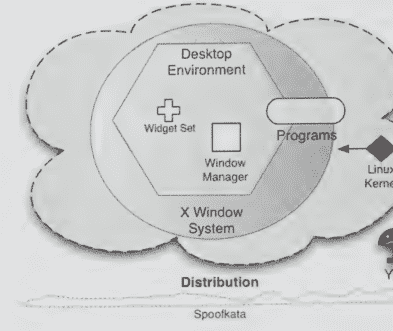 Desktop
Environment
Widget Set
Window
Manager
Programs
Linux
Kerne
X Window
System
Y
Distribution
Spoofkata